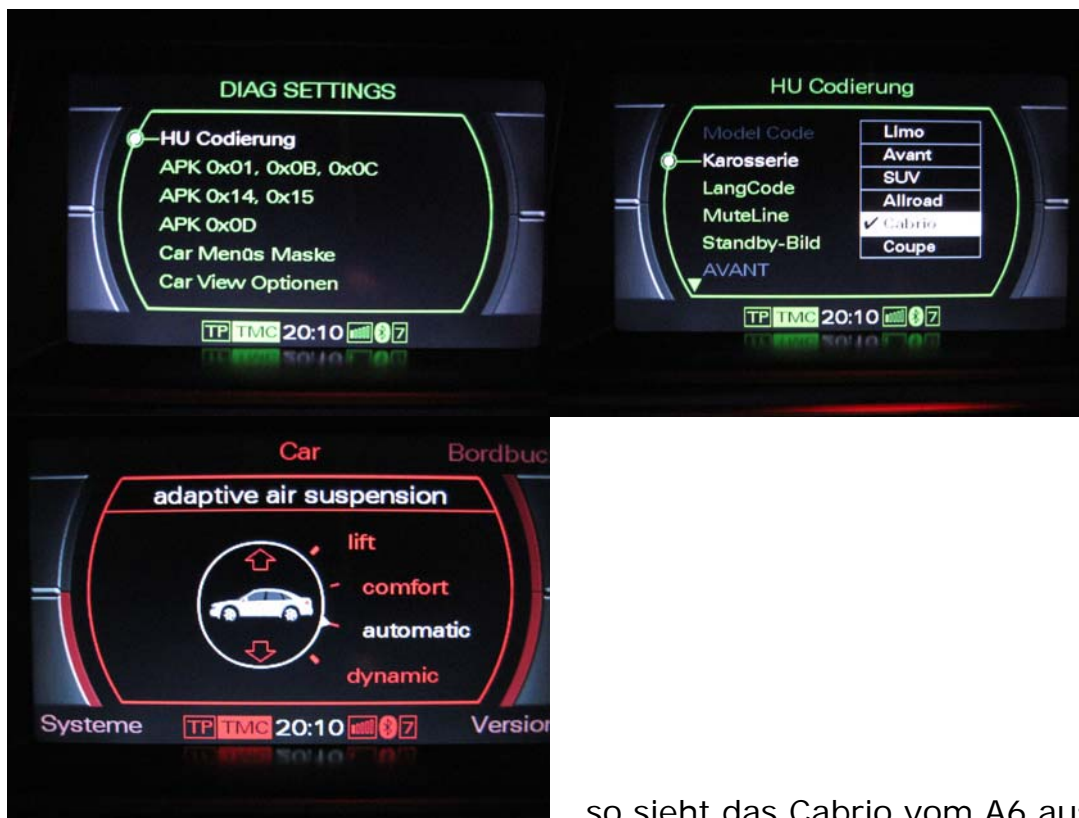 DIAG SETTINGS
HU Codierung
APK 0x01, 0x0B, 0x0C
APK 0x14, 0x15
APK 0x0D
Car Menüs Maske
Car View Optionen
TP TMC 20:10 7
HU Codierung
Model Code
Karosserie
LangCode
MuteLine
Standby-Bild
AVANT
Limo
Avant
SUV
Allroad
✓ Cabrio
Coupe
TP TMC 20:10 7
Car Bordbuc
adaptive air suspension
lift
comfort
automatic
dynamic
Systeme TP TMC 20:10 7 Version
so sieht das Cabrio vom A6 aus